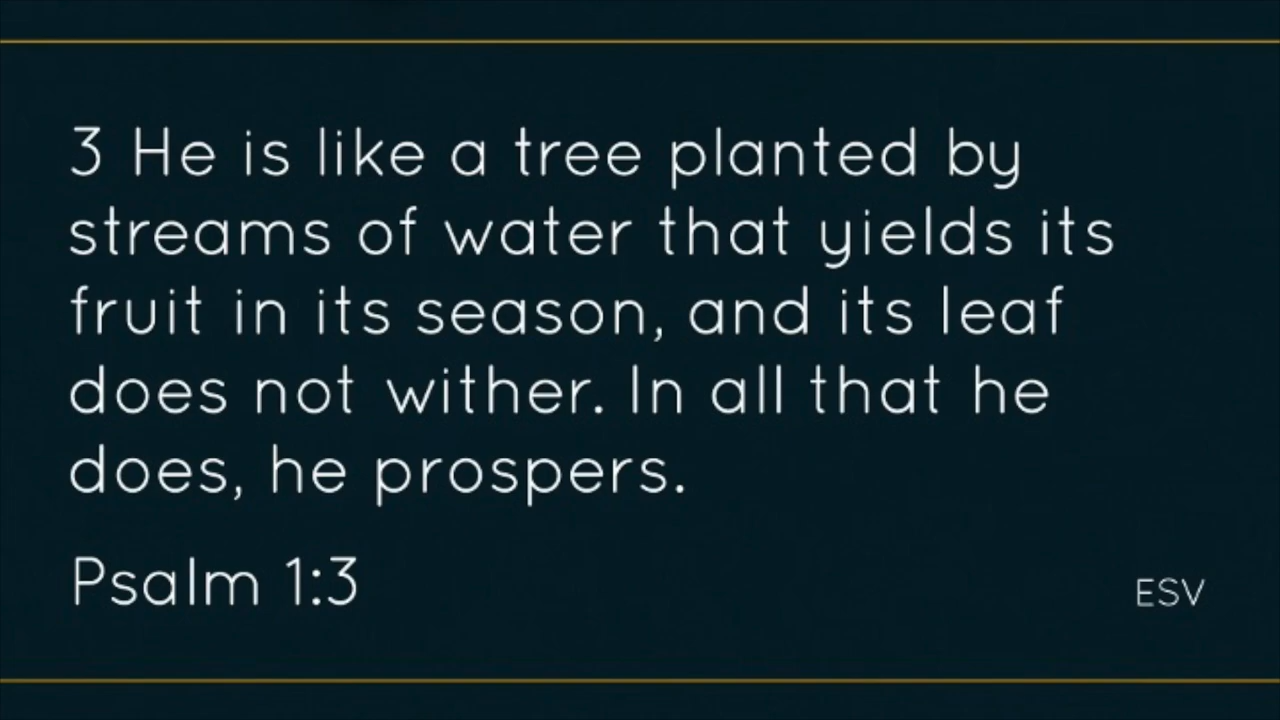 3 He is like a tree planted by
streams of water that yields its
fruit in its season, and its leaf
does not wither. In all that he
does, he prospers.
Psalm 1:3
ESV